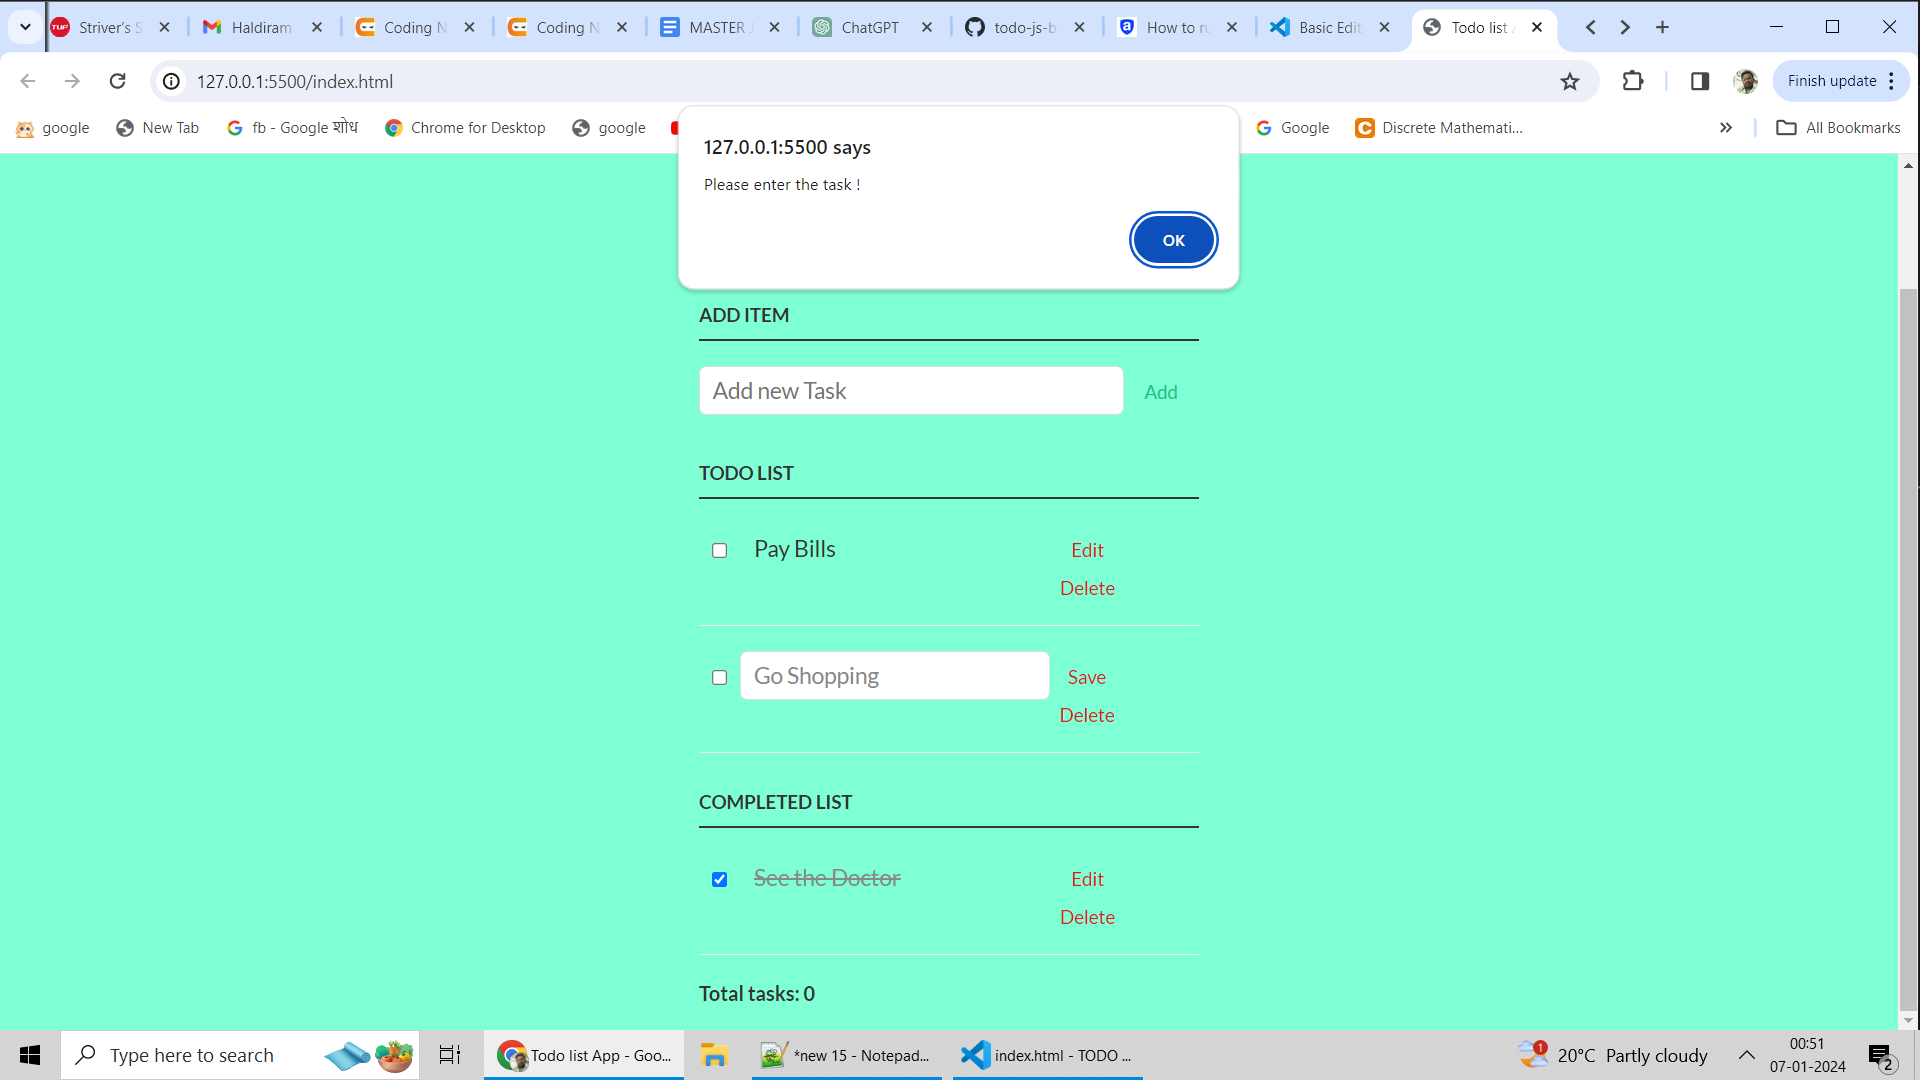 Striver's S
Haldiram
Coding N
Coding N
MASTER J
ChatGPT
todo-js-b
How to ru
Basic Edit
Todo list A
127.0.0.1:5500/index.html
Finish update
google
New Tab
fb - Google शोध
Chrome for Desktop
google
Google
Discrete Mathemati...
All Bookmarks
127.0.0.1:5500 says
Please enter the task !
OK
ADD ITEM
Add new Task
Add
TODO LIST
Pay Bills
Edit
Delete
Go Shopping
Save
Delete
COMPLETED LIST
See the Doctor
Edit
Delete
Total tasks: 0
Type here to search
Todo list App - Goo...
*new 15 - Notepad...
index.html - TODO ...
1
20°C Partly cloudy
00:51
07-01-2024
2